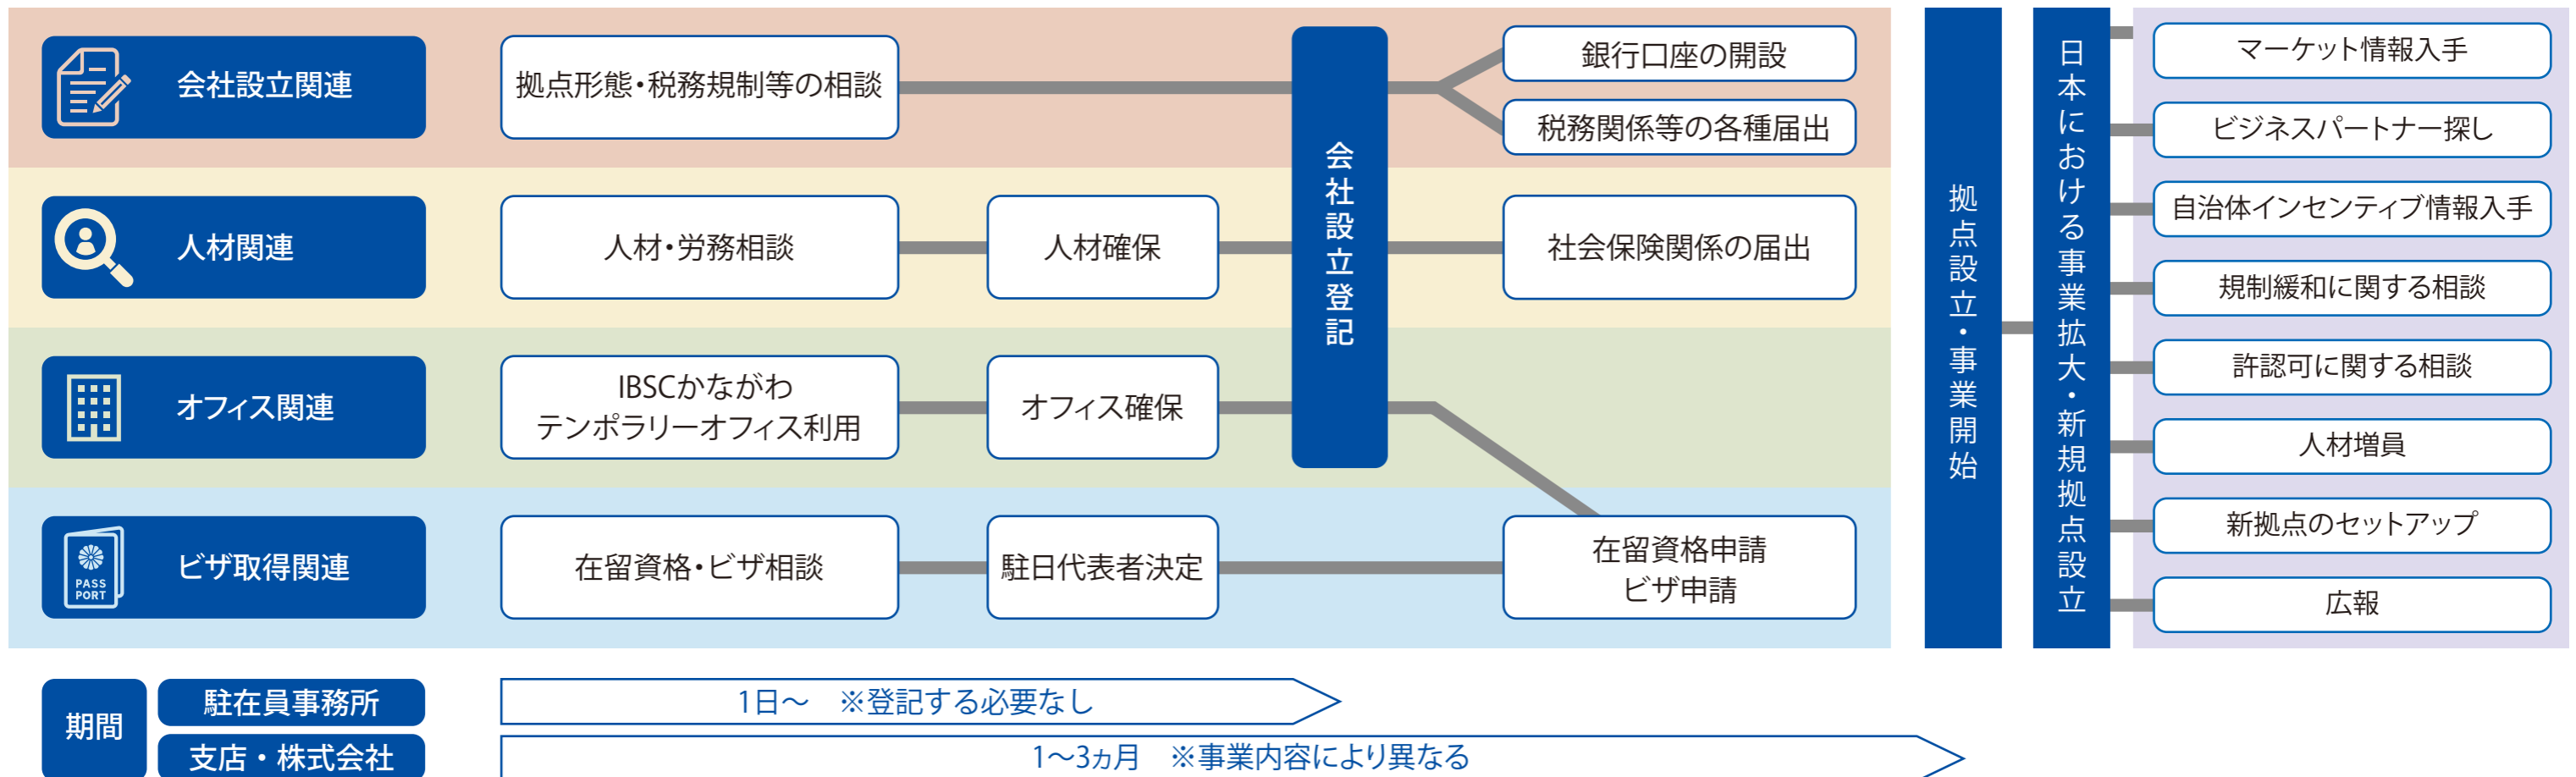 会社設立関連
拠点形態・税務規制等の相談
銀行口座の開設
税務関係等の各種届出
人材関連
人材・労務相談
人材確保
社会保険関係の届出
オフィス関連
IBSCかながわ
テンポラリーオフィス利用
オフィス確保
PASS
PORT
ビザ取得関連
在留資格・ビザ相談
駐日代表者決定
在留資格申請
ビザ申請
会社設立登記
拠点設立・事業開始
日本における事業拡大・新規拠点設立
マーケット情報入手
ビジネスパートナー探し
自治体インセンティブ情報入手
規制緩和に関する相談
許認可に関する相談
人材増員
新拠点のセットアップ
広報
期間
駐在員事務所
1日～　※登記する必要なし
支店・株式会社
1～3ヵ月　※事業内容により異なる